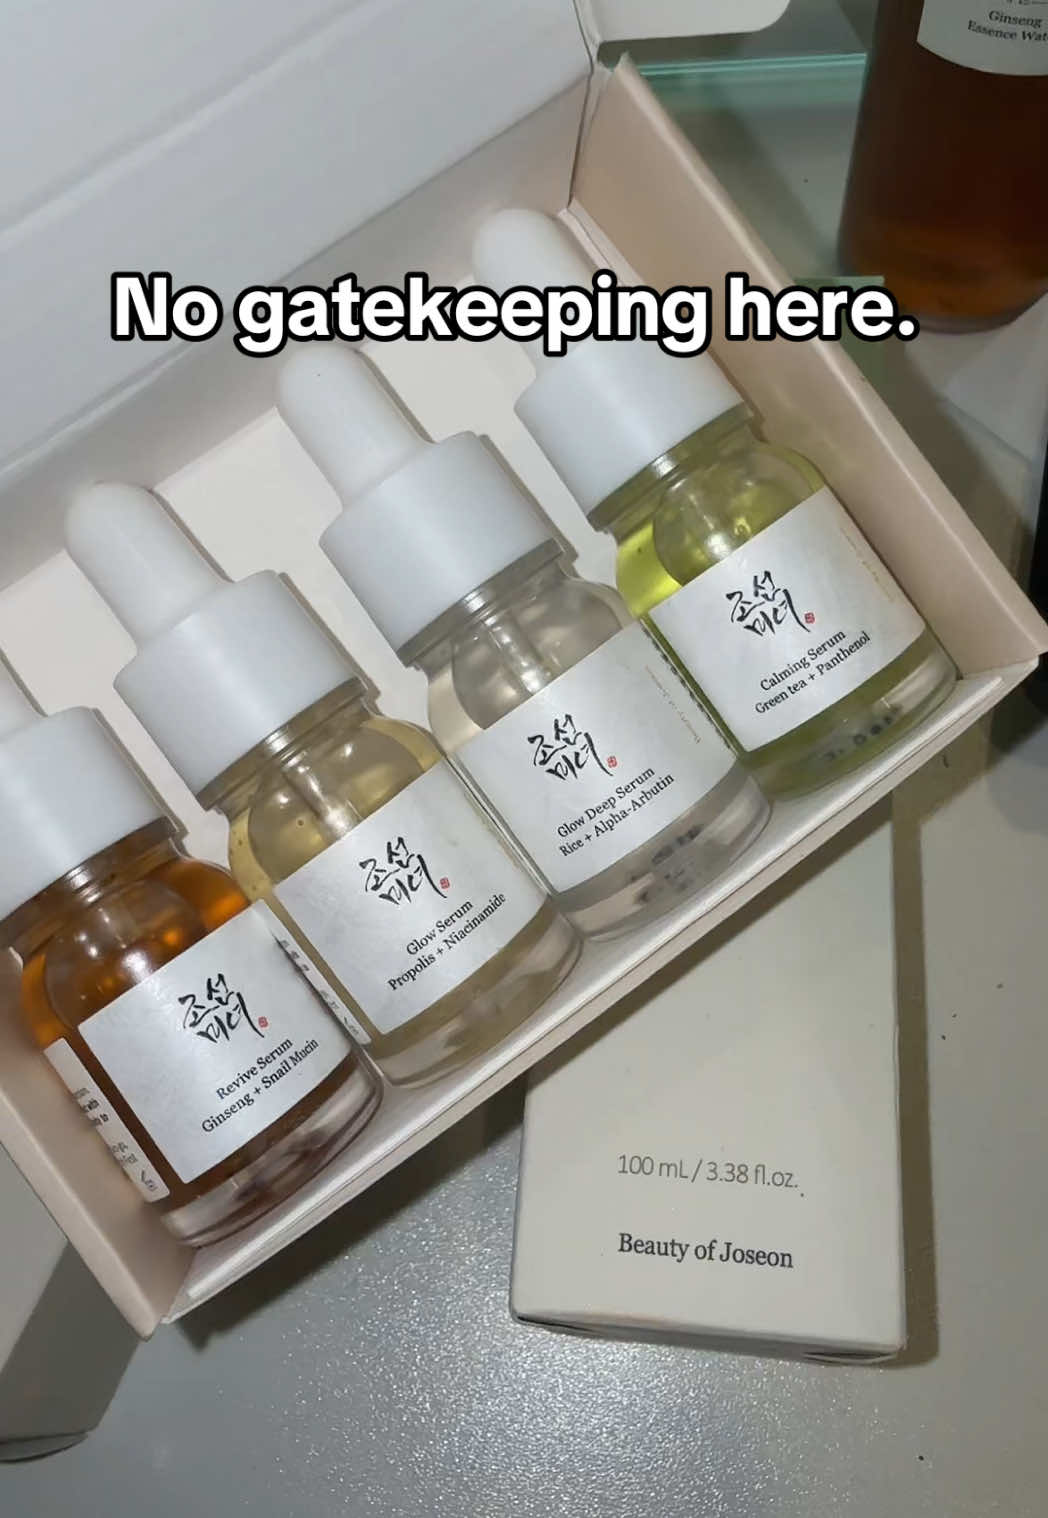 Ginseng
Essence Wat
No gatekeeping here.
조선
미녀
Calming Serum
Green tea + Panthenol
조선
미녀
Glow Deep Serum
Rice + Alpha-Arbutin
조선
미녀
Glow Serum
Propolis + Niacinamide
조선
미녀
Revive Serum
Ginseng + Snail Mucin
100 mL / 3.38 fl.oz.
Beauty of Joseon